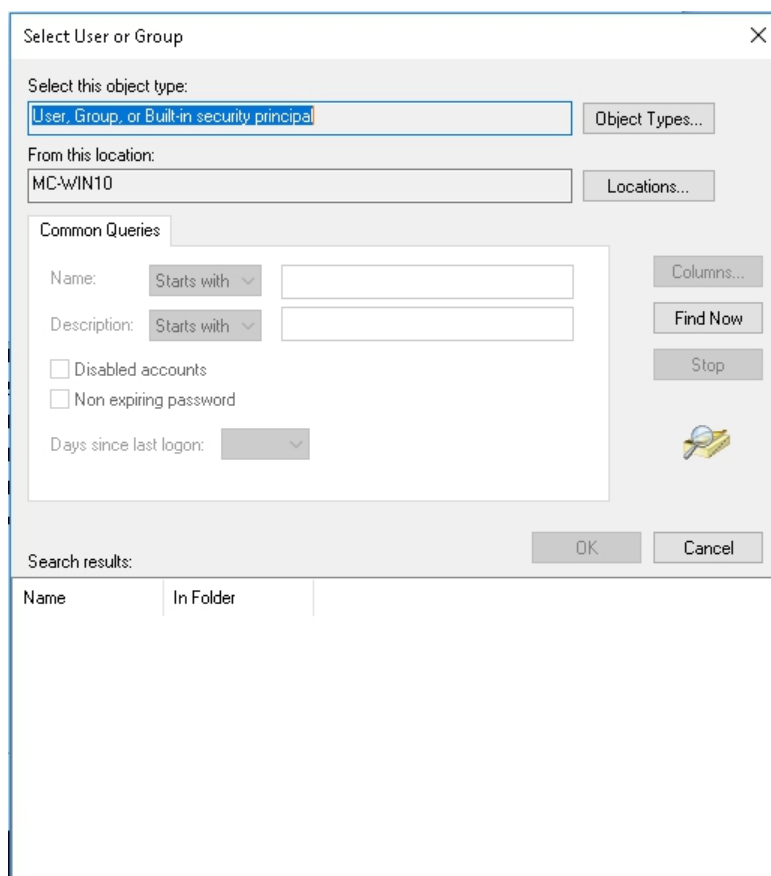 Select User or Group
Select this object type:
User, Group, or Built-in security principal
Object Types...
From this location:
MC-WIN10
Locations...
Common Queries
Name:
Starts with
Columns...
Description:
Starts with
Find Now
Disabled accounts
Stop
Non expiring password
Days since last logon:
OK
Cancel
Search results:
Name
In Folder